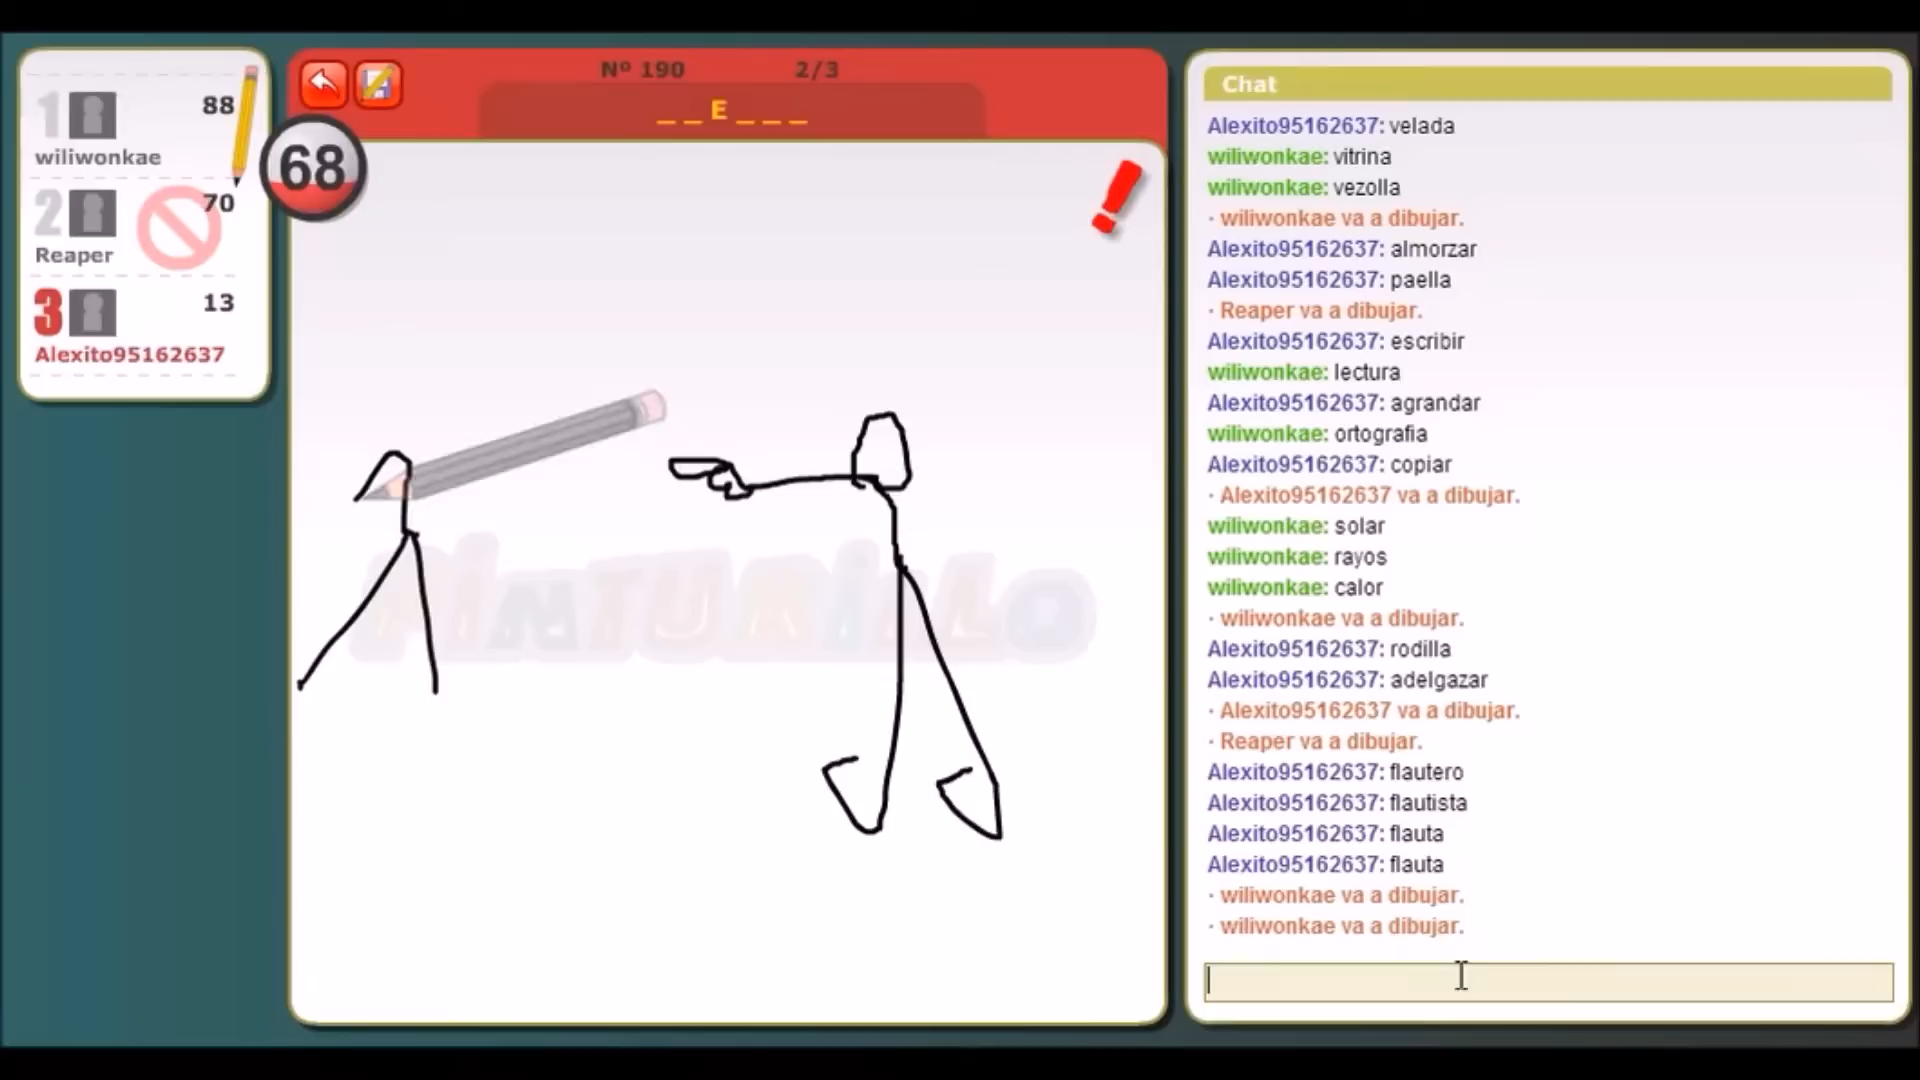 1
88
wiliwonkae
2
70
Reaper
3
13
Alexito95162637
68
Nº 190 2/3
_ _ E _ _ _
PINTURILLO
Chat
Alexito95162637: velada
wiliwonkae: vitrina
wiliwonkae: vezolla
· wiliwonkae va a dibujar.
Alexito95162637: almorzar
Alexito95162637: paella
· Reaper va a dibujar.
Alexito95162637: escribir
wiliwonkae: lectura
Alexito95162637: agrandar
wiliwonkae: ortografia
Alexito95162637: copiar
· Alexito95162637 va a dibujar.
wiliwonkae: solar
wiliwonkae: rayos
wiliwonkae: calor
· wiliwonkae va a dibujar.
Alexito95162637: rodilla
Alexito95162637: adelgazar
· Alexito95162637 va a dibujar.
· Reaper va a dibujar.
Alexito95162637: flautero
Alexito95162637: flautista
Alexito95162637: flauta
Alexito95162637: flauta
· wiliwonkae va a dibujar.
· wiliwonkae va a dibujar.